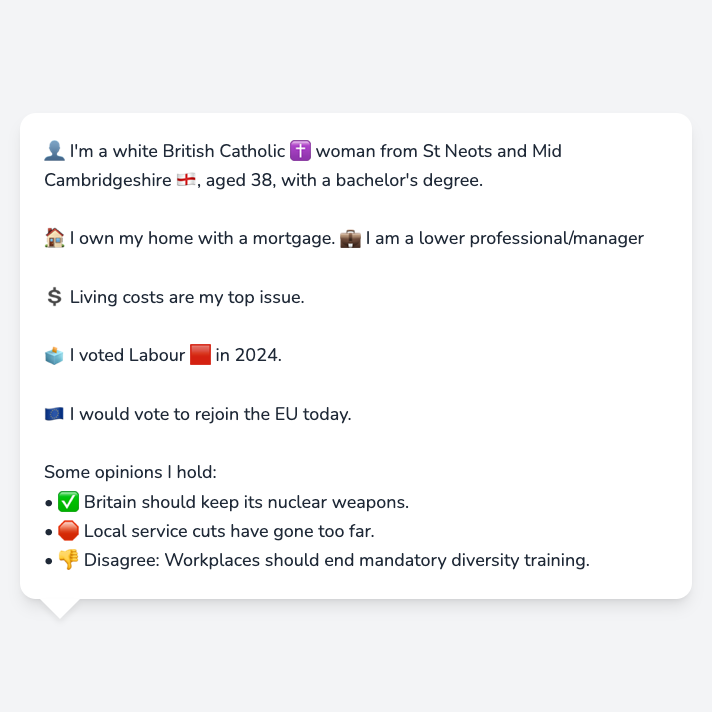 👤 I'm a white British Catholic ✝️ woman from St Neots and Mid
Cambridgeshire 🏴󠁧󠁢󠁥󠁮󠁧󠁿, aged 38, with a bachelor's degree.
🏠 I own my home with a mortgage. 💼 I am a lower professional/manager
💲 Living costs are my top issue.
🗳️ I voted Labour 🟥 in 2024.
🇪🇺 I would vote to rejoin the EU today.
Some opinions I hold:
• ✅ Britain should keep its nuclear weapons.
• 🛑 Local service cuts have gone too far.
• 👎 Disagree: Workplaces should end mandatory diversity training.